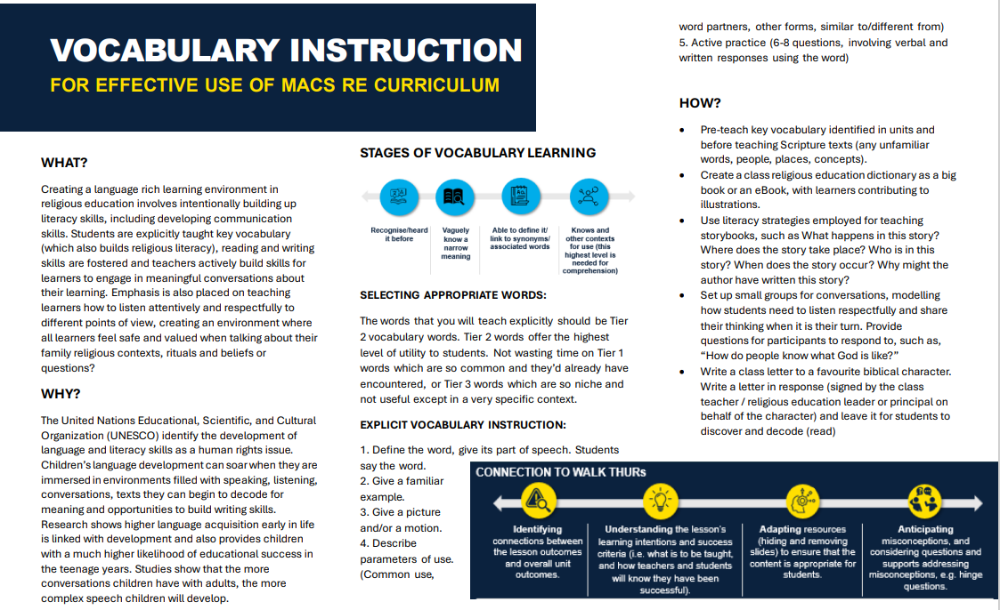 VOCABULARY INSTRUCTION
FOR EFFECTIVE USE OF MACS RE CURRICULUM
WHAT?
Creating a language rich learning environment in
religious education involves intentionally building up
literacy skills, including developing communication
skills. Students are explicitly taught key vocabulary
(which also builds religious literacy), reading and writing
skills are fostered and teachers actively build skills for
learners to engage in meaningful conversations about
their learning. Emphasis is also placed on teaching
learners how to listen attentively and respectfully to
different points of view, creating an environment where
all learners feel safe and valued when talking about their
family religious contexts, rituals and beliefs or
questions?
WHY?
The United Nations Educational, Scientific, and Cultural
Organization (UNESCO) identify the development of
language and literacy skills as a human rights issue.
Children's language development can soar when they are
immersed in environments filled with speaking, listening,
conversations, texts they can begin to decode for
meaning and opportunities to build writing skills.
Research shows higher language acquisition early in life
is linked with development and also provides children
with a much higher likelihood of educational success in
the teenage years. Studies show that the more
conversations children have with adults, the more
complex speech children will develop.
STAGES OF VOCABULARY LEARNING
Recognise/heard
it before
Vaguely
know a
narrow
meaning
Able to define it/
link to synonyms/
associated words
Knows and
other contexts
for use (this
highest level is
needed for
comprehension)
SELECTING APPROPRIATE WORDS:
The words that you will teach explicitly should be Tier
2 vocabulary words. Tier 2 words offer the highest
level of utility to students. Not wasting time on Tier 1
words which are so common and they'd already have
encountered, or Tier 3 words which are so niche and
not useful except in a very specific context.
EXPLICIT VOCABULARY INSTRUCTION:
1. Define the word, give its part of speech. Students
say the word.
2. Give a familiar
example.
3. Give a picture
and/or a motion.
4. Describe
parameters of use.
(Common use,
word partners, other forms, similar to/different from)
5. Active practice (6-8 questions, involving verbal and
written responses using the word)
HOW?
• Pre-teach key vocabulary identified in units and
before teaching Scripture texts (any unfamiliar
words, people, places, concepts).
• Create a class religious education dictionary as a big
book or an eBook, with learners contributing to
illustrations.
• Use literacy strategies employed for teaching
storybooks, such as What happens in this story?
Where does the story take place? Who is in this
story? When does the story occur? Why might the
author have written this story?
• Set up small groups for conversations, modelling
how students need to listen respectfully and share
their thinking when it is their turn. Provide
questions for participants to respond to, such as,
"How do people know what God is like?"
• Write a class letter to a favourite biblical character.
Write a letter in response (signed by the class
teacher / religious education leader or principal on
behalf of the character) and leave it for students to
discover and decode (read)
CONNECTION TO WALK THURs
Identifying
connections between
the lesson outcomes
and overall unit
outcomes.
Understanding the lesson's
learning intentions and success
criteria (i.e. what is to be taught,
and how teachers and students
will know they have been
successful).
Adapting resources
(hiding and removing
slides) to ensure that the
content is appropriate for
students.
Anticipating
misconceptions, and
considering questions and
supports addressing
misconceptions, e.g. hinge
questions.